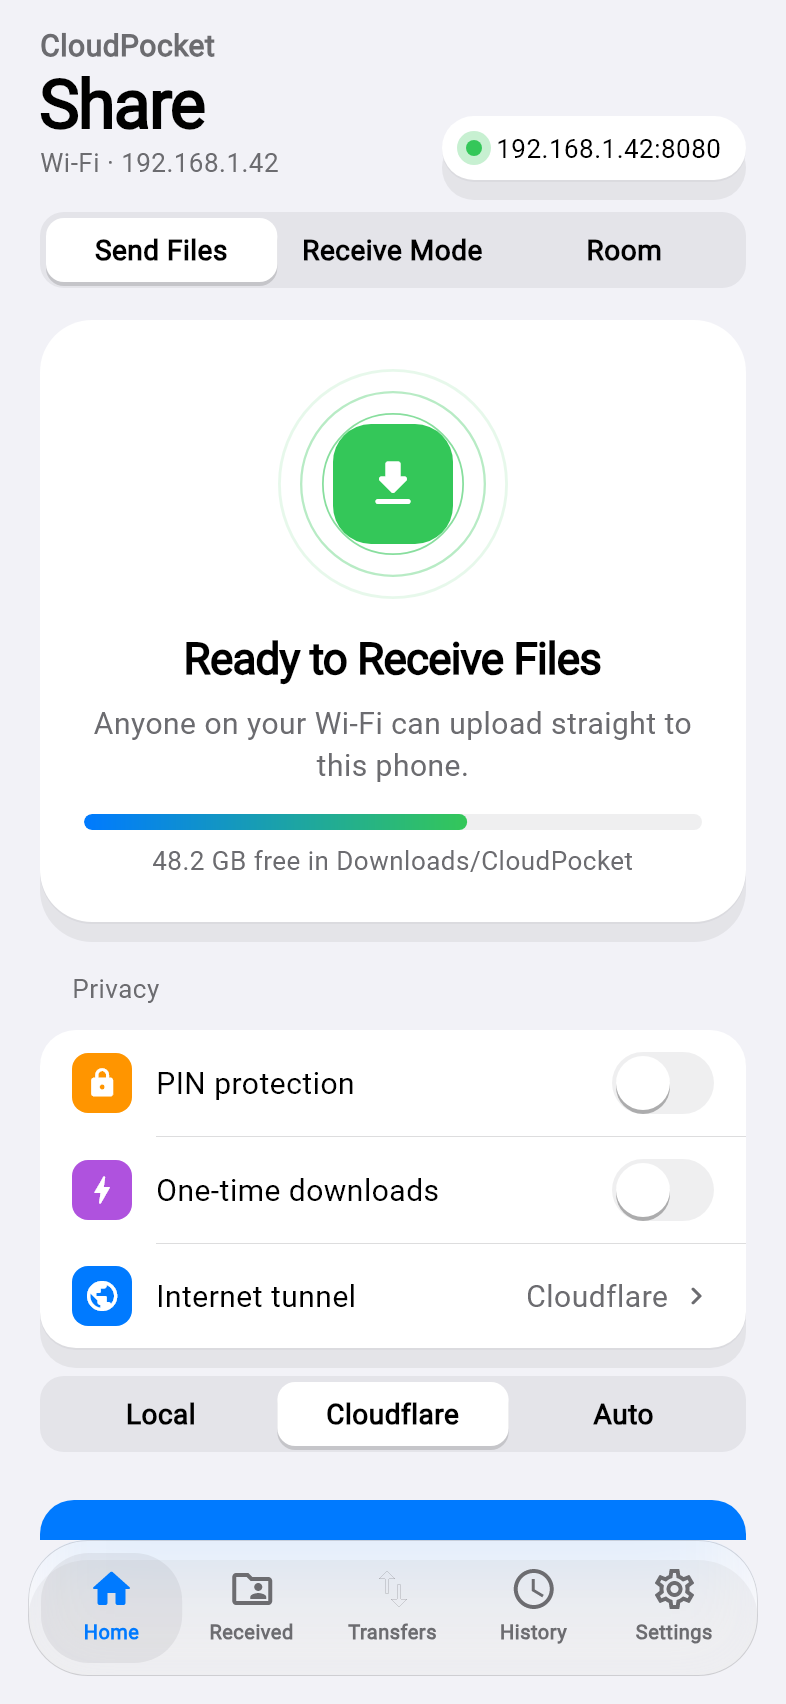 CloudPocket
Share
Wi-Fi · 192.168.1.42
192.168.1.42:8080
Send Files
Receive Mode
Room
Ready to Receive Files
Anyone on your Wi-Fi can upload straight to
this phone.
48.2 GB free in Downloads/CloudPocket
Privacy
PIN protection
One-time downloads
Internet tunnel
Cloudflare
Local
Cloudflare
Auto
Home
Received
Transfers
History
Settings